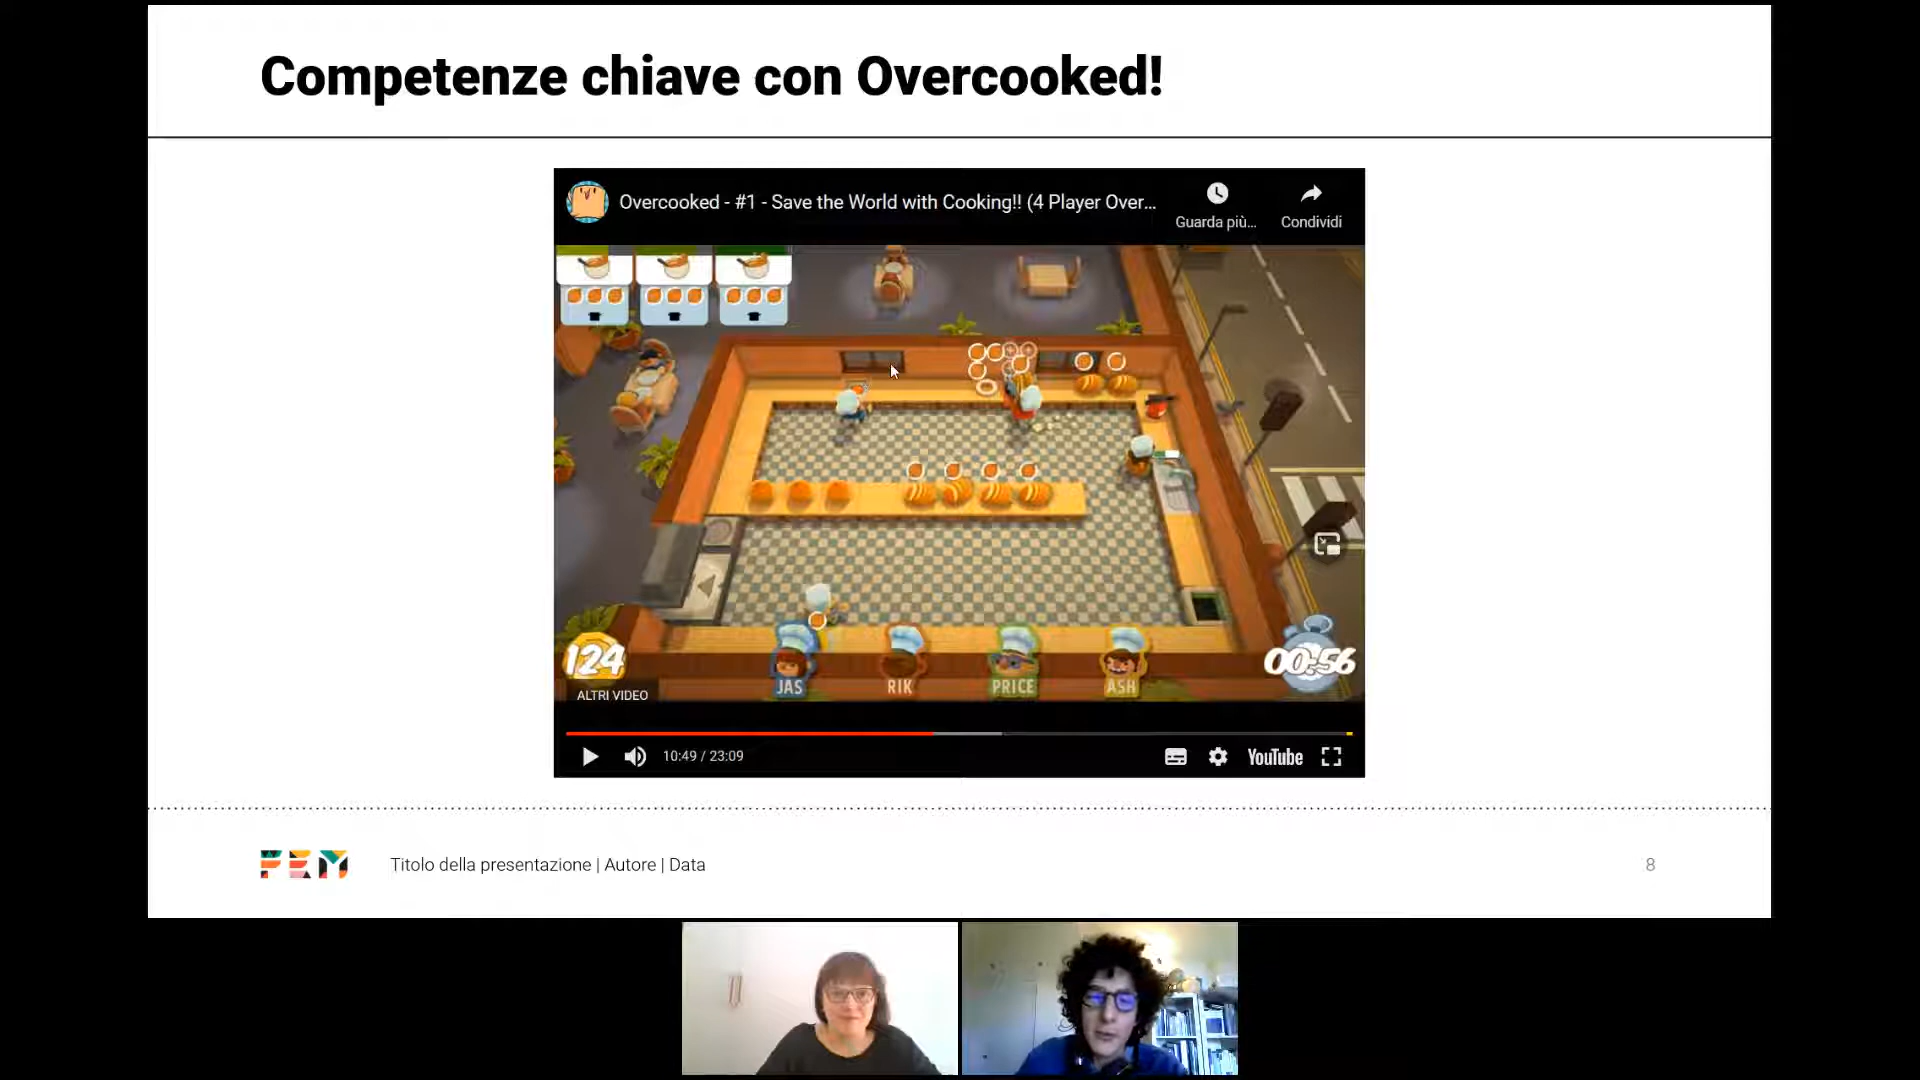 Competenze chiave con Overcooked!
Overcooked - #1 - Save the World with Cooking!! (4 Player Over...
Guarda più...
Condividi
124
00:56
JAS
RIK
PRICE
ASH
ALTRI VIDEO
10:49 / 23:09
YouTube
FEM
Titolo della presentazione | Autore | Data
8